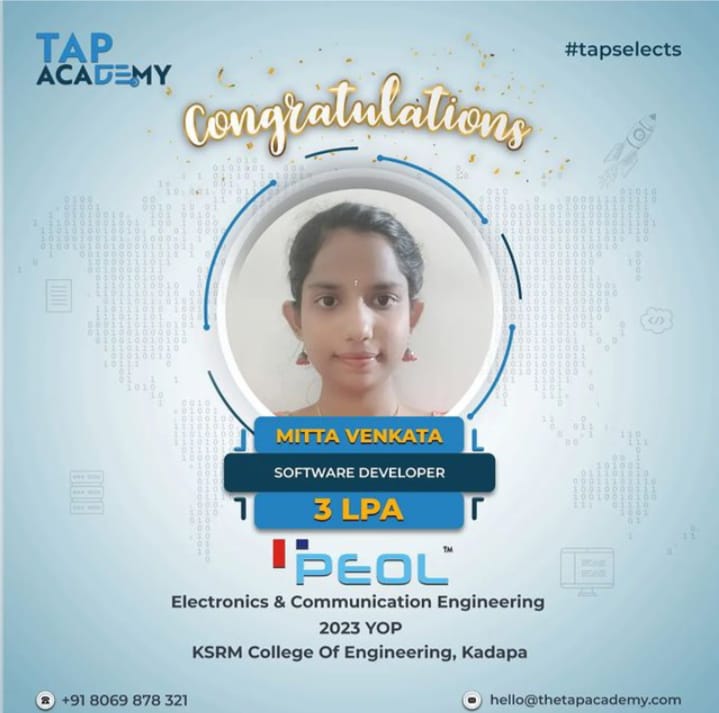 TAP
ACADEMY
#tapselects
Congratulations
MITTA VENKATA
SOFTWARE DEVELOPER
3 LPA
PEOL™
Electronics & Communication Engineering
2023 YOP
KSRM College Of Engineering, Kadapa
+91 8069 878 321
hello@thetapacademy.com